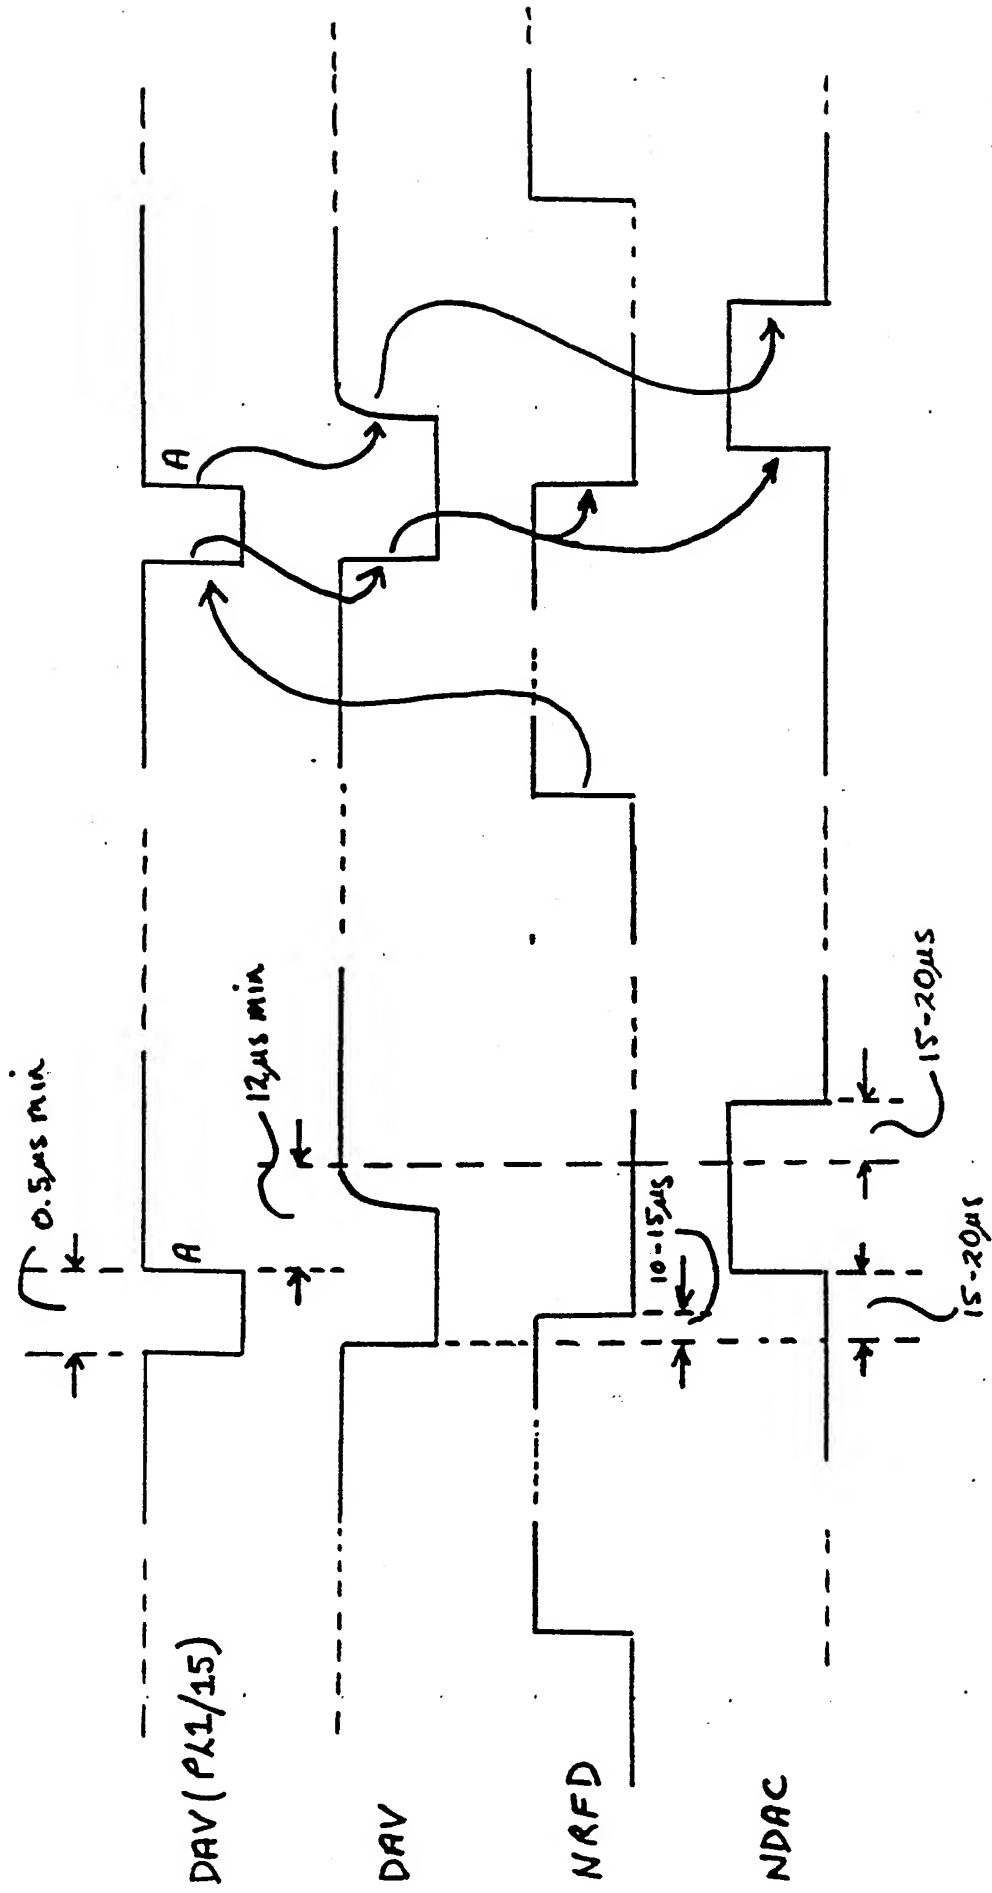 0.5µs min
A
A
DAV (PL1/15)
12µs min
DAV
10-15µs
NRFD
15-20µs
15-20µs
NDAC